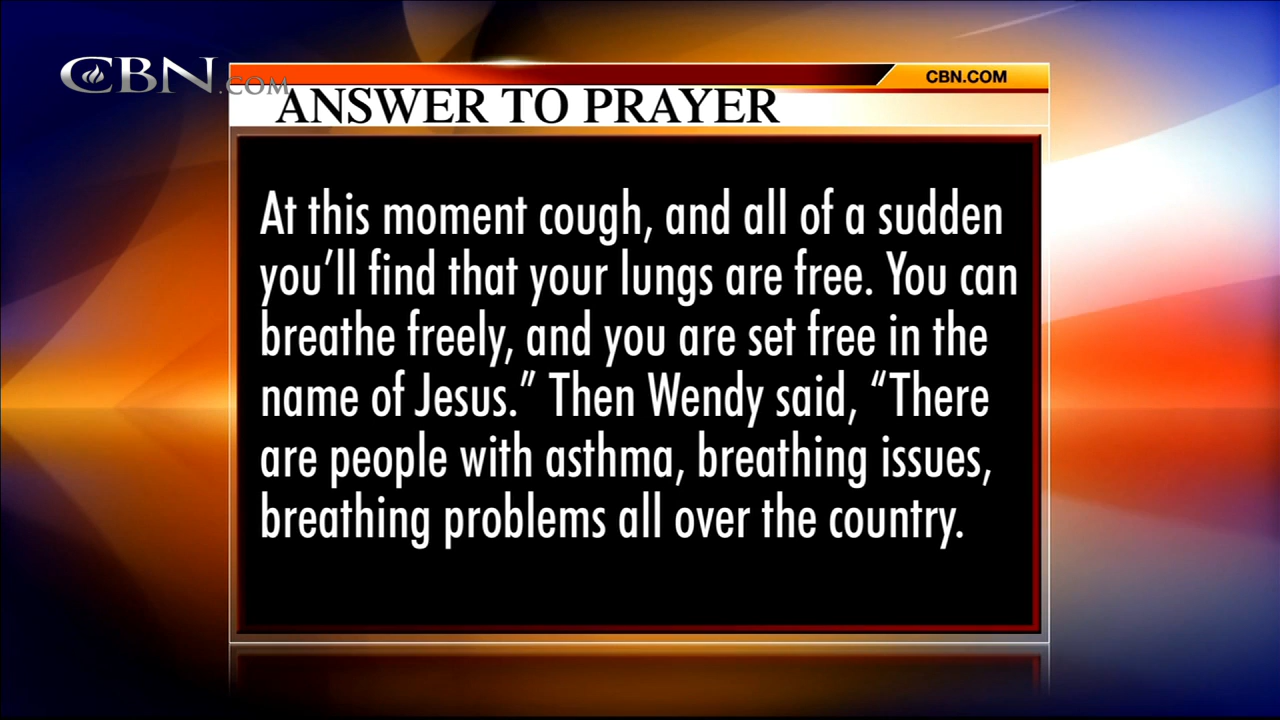 CBN.COM
CBN.COM
ANSWER TO PRAYER
At this moment cough, and all of a sudden
you'll find that your lungs are free. You can
breathe freely, and you are set free in the
name of Jesus.” Then Wendy said, “There
are people with asthma, breathing issues,
breathing problems all over the country.